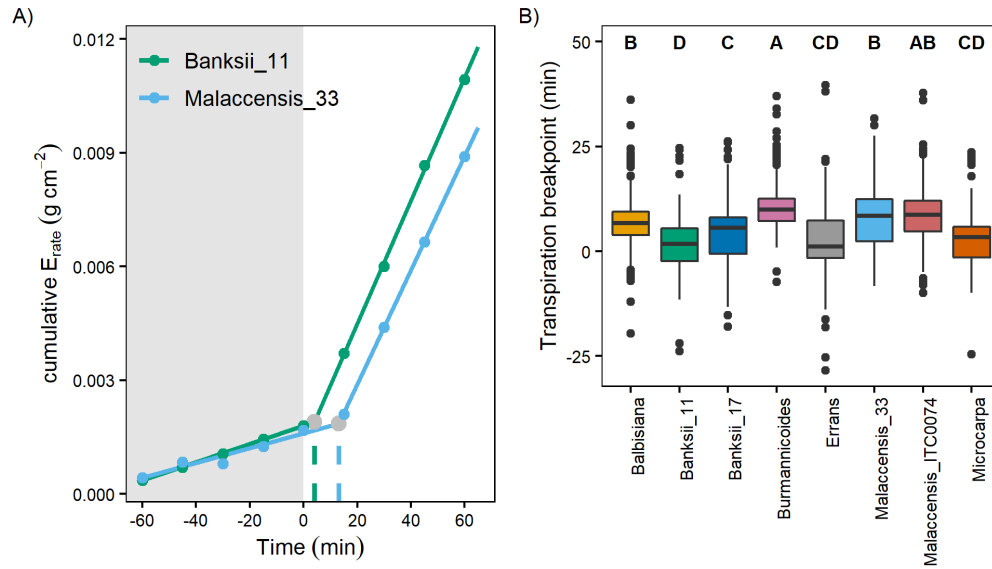 A)
0.012
0.009
0.006
0.003
0.000
cumulative E_rate (g cm⁻²)
Banksii_11
Malaccensis_33
-60 -40 -20 0 20 40 60
Time (min)
B)
50
25
0
-25
Transpiration breakpoint (min)
B D C A CD B AB CD
Balbisiana
Banksii_11
Banksii_17
Burmannicoides
Errans
Malaccensis_33
Malaccensis_ITC0074
Microcarpa